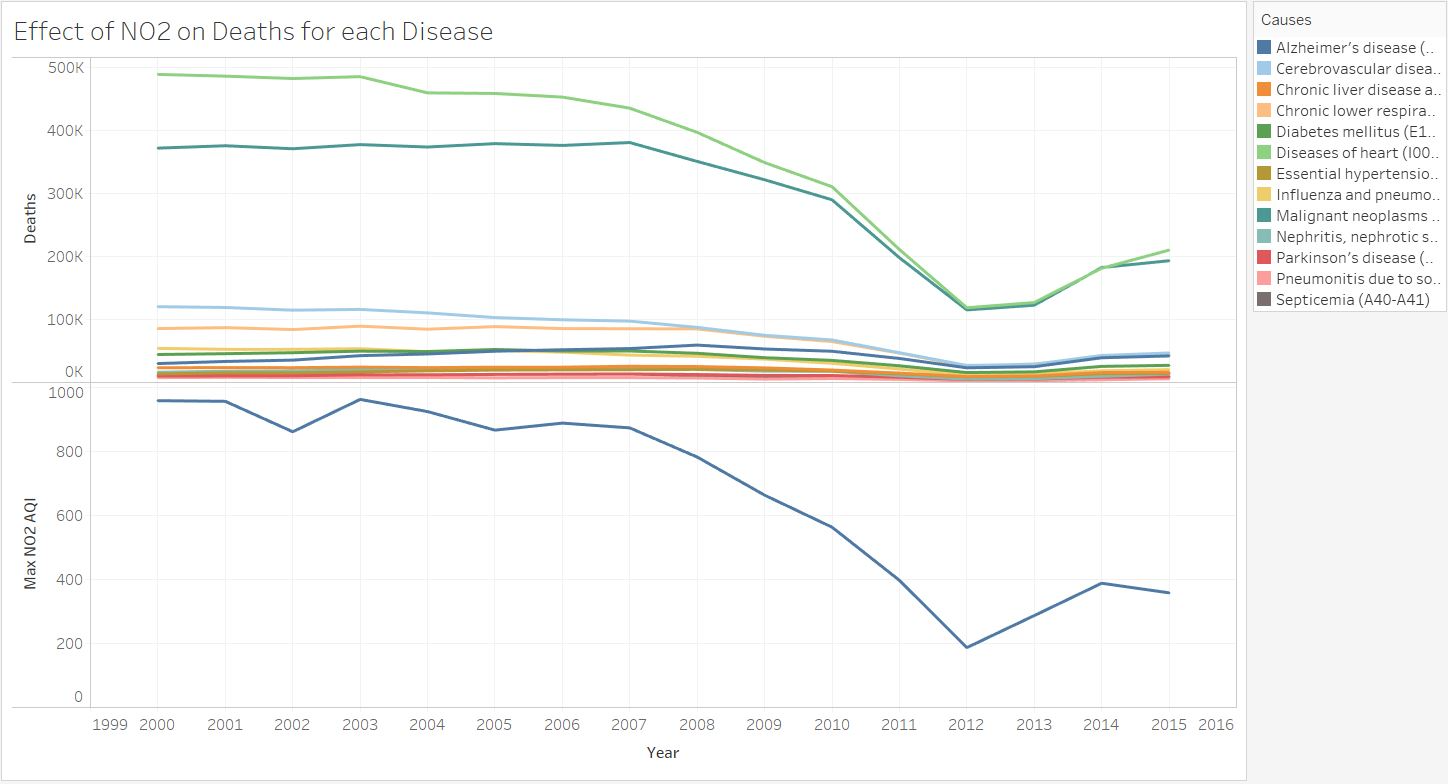 Effect of NO2 on Deaths for each Disease
500K
400K
300K
200K
100K
0K
Deaths
1000
800
600
400
200
0
Max NO2 AQI
1999 2000 2001 2002 2003 2004 2005 2006 2007 2008 2009 2010 2011 2012 2013 2014 2015 2016
Year
Causes
Alzheimer's disease (..
Cerebrovascular disea..
Chronic liver disease a..
Chronic lower respira..
Diabetes mellitus (E1..
Diseases of heart (I00..
Essential hypertensio..
Influenza and pneumo..
Malignant neoplasms ..
Nephritis, nephrotic s..
Parkinson's disease (..
Pneumonitis due to so..
Septicemia (A40-A41)